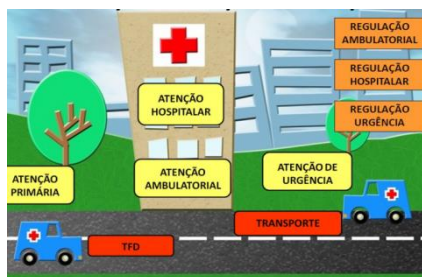 REGULAÇÃO
AMBULATORIAL
REGULAÇÃO
HOSPITALAR
REGULAÇÃO
URGÊNCIA
ATENÇÃO
HOSPITALAR
ATENÇÃO
PRIMÁRIA
ATENÇÃO
AMBULATORIAL
ATENÇÃO DE
URGÊNCIA
TRANSPORTE
TFD